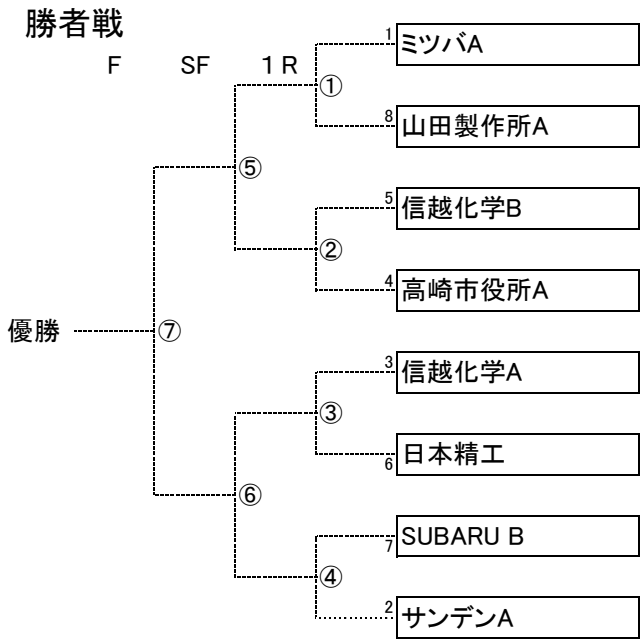 勝者戦
F SF 1R
1 ミツバA
①
8 山田製作所A
⑤
5 信越化学B
②
4 高崎市役所A
優勝 ⑦
3 信越化学A
③
6 日本精工
⑥
7 SUBARU B
④
2 サンデンA